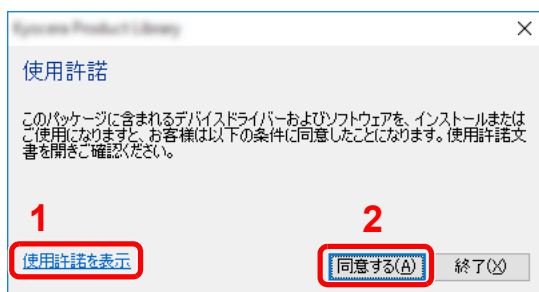 Kyocera Product Library
使用許諾
このパッケージに含まれるデバイスドライバーおよびソフトウェアを、インストールまたは
ご使用になりますと、お客様は以下の条件に同意したことになります。使用許諾文
書を開きご確認ください。
1
2
使用許諾を表示
同意する(A)
終了(X)